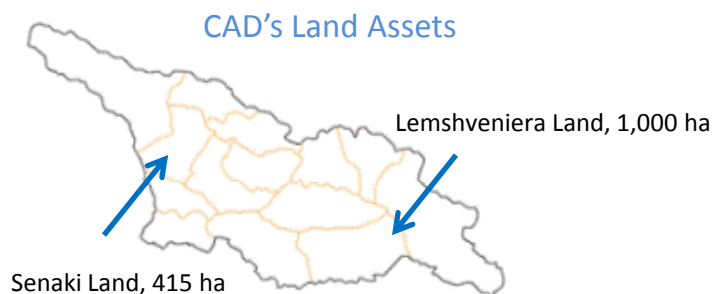 CAD's Land Assets
Lemshveniera Land, 1,000 ha
Senaki Land, 415 ha